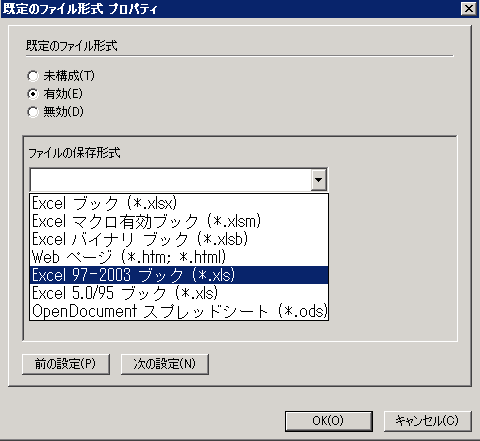 既定のファイル形式 プロパティ
既定のファイル形式
未構成(T)
有効(E)
無効(D)
ファイルの保存形式
Excel ブック (*.xlsx)
Excel マクロ有効ブック (*.xlsm)
Excel バイナリ ブック (*.xlsb)
Web ページ (*.htm; *.html)
Excel 97-2003 ブック (*.xls)
Excel 5.0/95 ブック (*.xls)
OpenDocument スプレッドシート (*.ods)
前の設定(P) 次の設定(N)
OK(O) キャンセル(C)